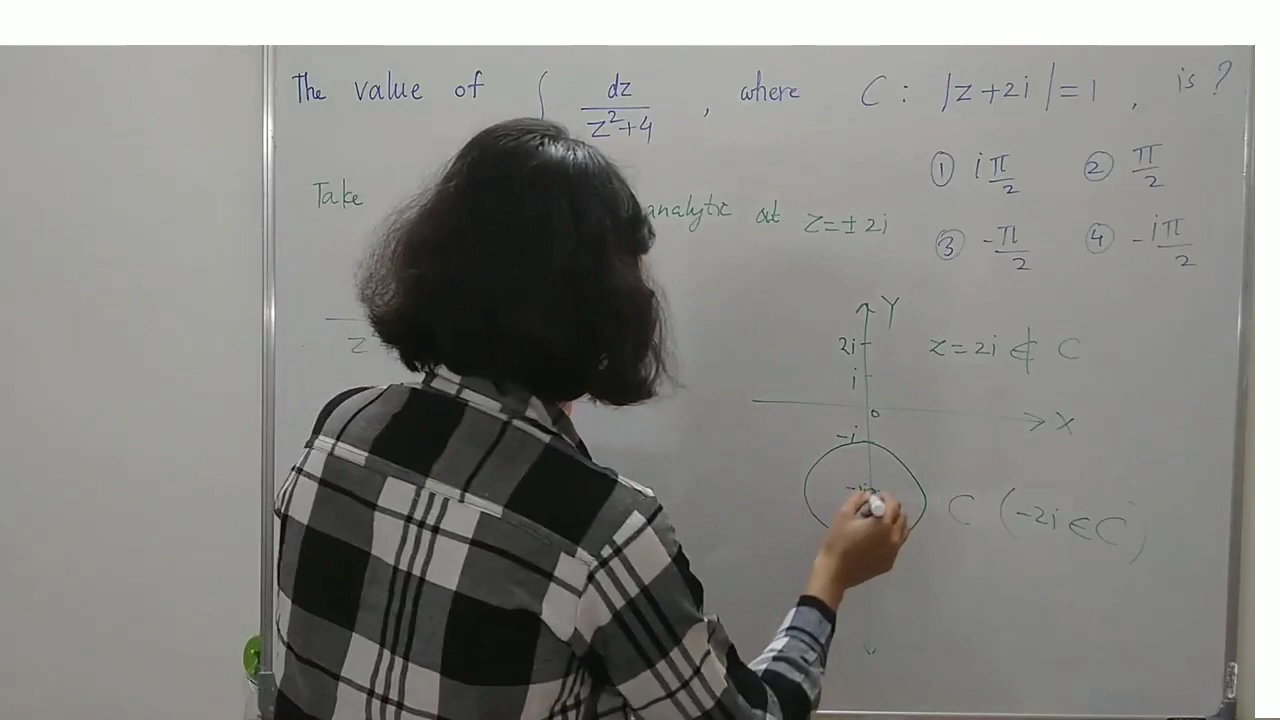 The value of ∫ dz / z²+4 , where C : |z+2i|=1 , is ?
① iπ/2 ② π/2
Take analytic at z=±2i
③ -π/2 ④ -iπ/2
Y
2i z=2i ∉ C
z
i
0
X
-i
C (-2i ∈ C)